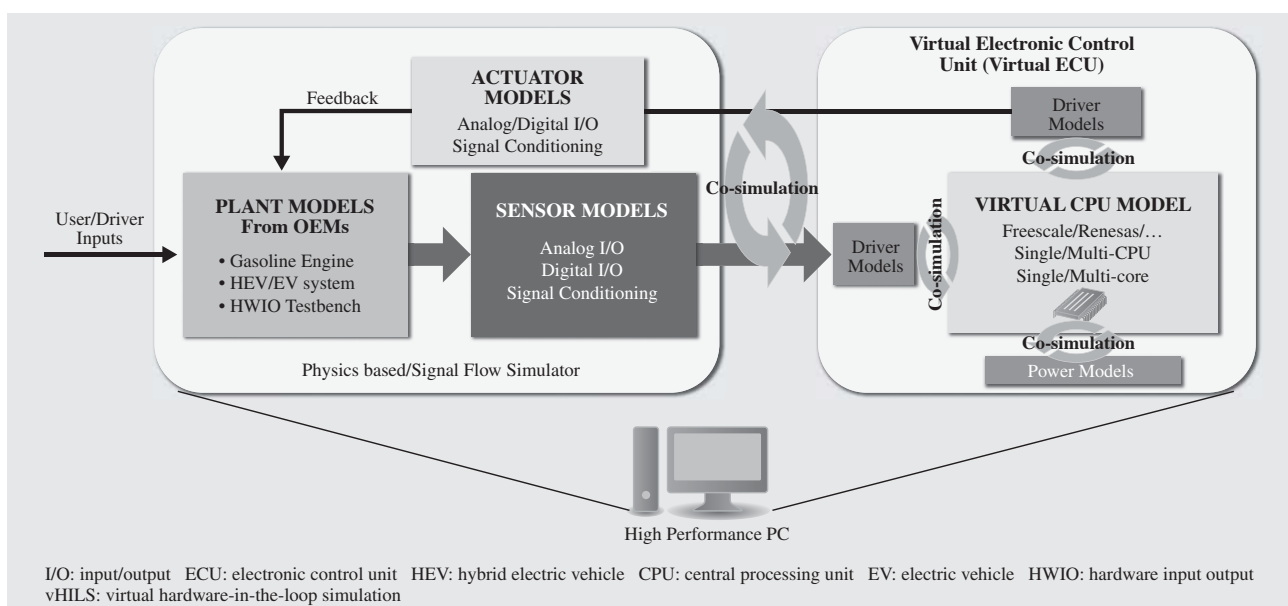 Virtual Electronic Control
Unit (Virtual ECU)
ACTUATOR
MODELS
Analog/Digital I/O
Signal Conditioning
Feedback
Driver
Models
Co-simulation
Co-simulation
User/Driver
Inputs
PLANT MODELS
From OEMs
• Gasoline Engine
• HEV/EV system
• HWIO Testbench
SENSOR MODELS
Analog I/O
Digital I/O
Signal Conditioning
Driver
Models
Co-simulation
VIRTUAL CPU MODEL
Freescale/Renesas/…
Single/Multi-CPU
Single/Multi-core
Co-simulation
Power Models
Physics based/Signal Flow Simulator
High Performance PC
I/O: input/output ECU: electronic control unit HEV: hybrid electric vehicle CPU: central processing unit EV: electric vehicle HWIO: hardware input output
vHILS: virtual hardware-in-the-loop simulation